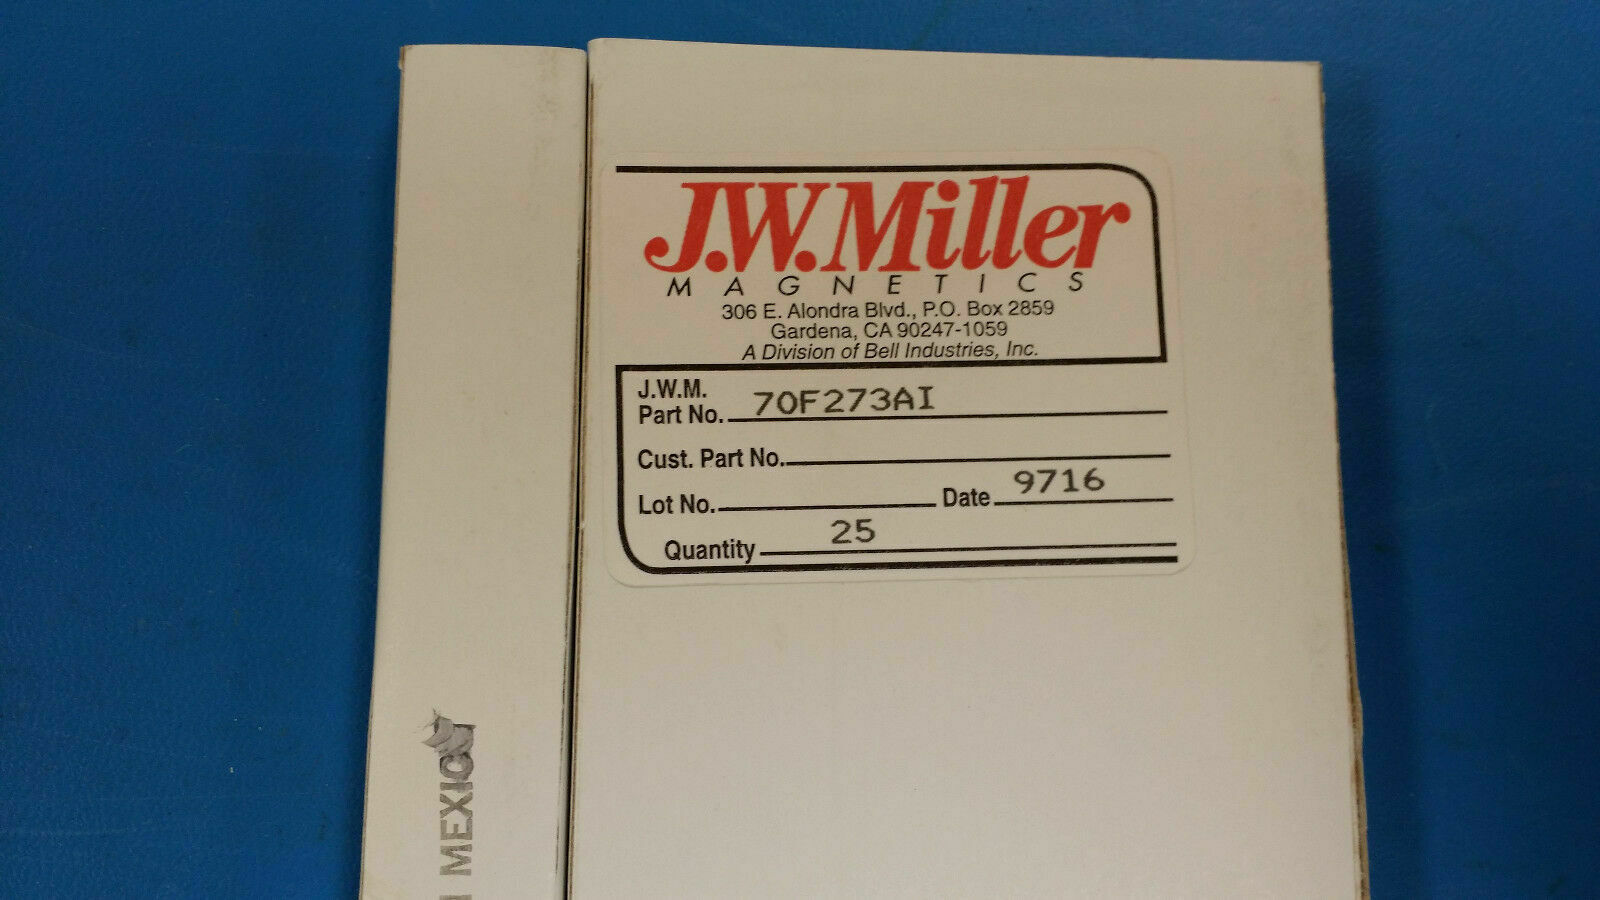 J.W. Miller
MAGNETICS
306 E. Alondra Blvd., P.O. Box 2859
Gardena, CA 90247-1059
A Division of Bell Industries, Inc.
J.W.M.
Part No. 70F273AI
Cust. Part No.
Lot No. Date 9716
Quantity 25
MEXICO